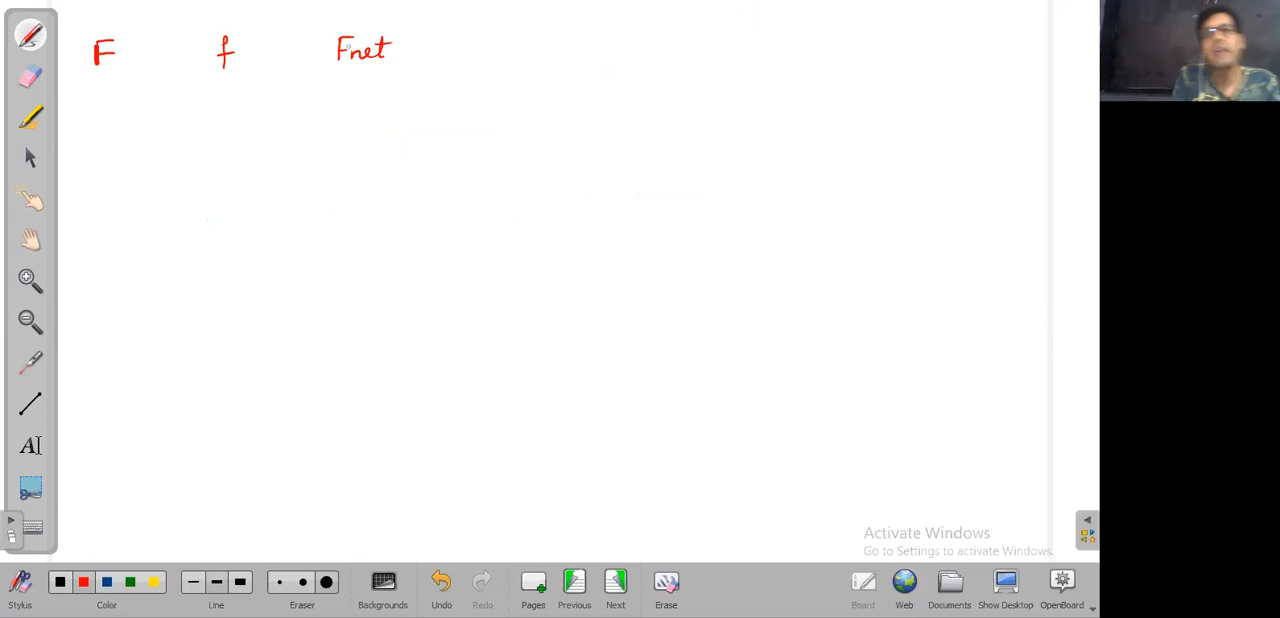 F f Fnet
Activate Windows
Go to Settings to activate Windows.
A
Stylus Color Line Eraser Backgrounds Undo Redo Pages Previous Next Erase Board Web Documents Show Desktop OpenBoard